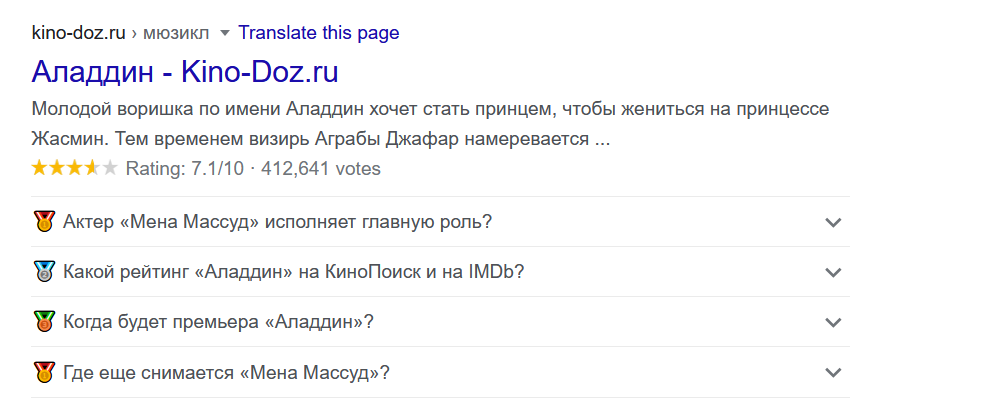 kino-doz.ru › мюзикл Translate this page
Аладдин - Kino-Doz.ru
Молодой воришка по имени Аладдин хочет стать принцем, чтобы жениться на принцессе
Жасмин. Тем временем визирь Аграбы Джафар намеревается ...
Rating: 7.1/10 · 412,641 votes
Актер «Мена Массуд» исполняет главную роль?
Какой рейтинг «Аладдин» на КиноПоиск и на IMDb?
Когда будет премьера «Аладдин»?
Где еще снимается «Мена Массуд»?